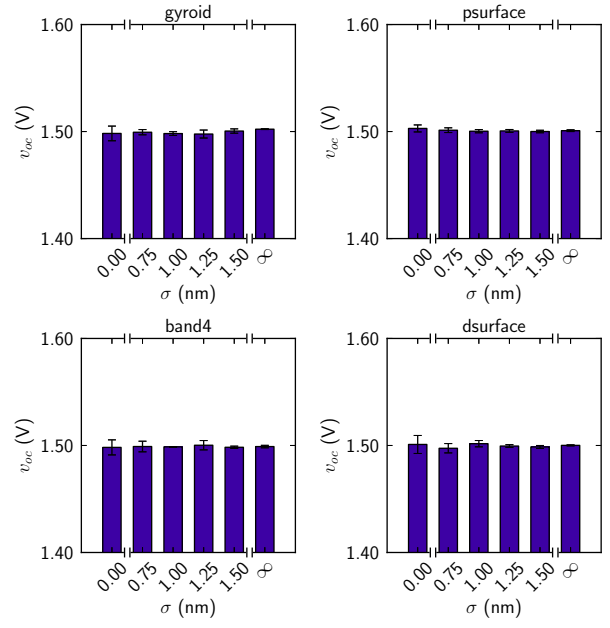 gyroid
1.60
1.50
1.40
v_oc (V)
0.00 0.75 1.00 1.25 1.50 ∞
σ (nm)
psurface
1.60
1.50
1.40
v_oc (V)
0.00 0.75 1.00 1.25 1.50 ∞
σ (nm)
band4
1.60
1.50
1.40
v_oc (V)
0.00 0.75 1.00 1.25 1.50 ∞
σ (nm)
dsurface
1.60
1.50
1.40
v_oc (V)
0.00 0.75 1.00 1.25 1.50 ∞
σ (nm)